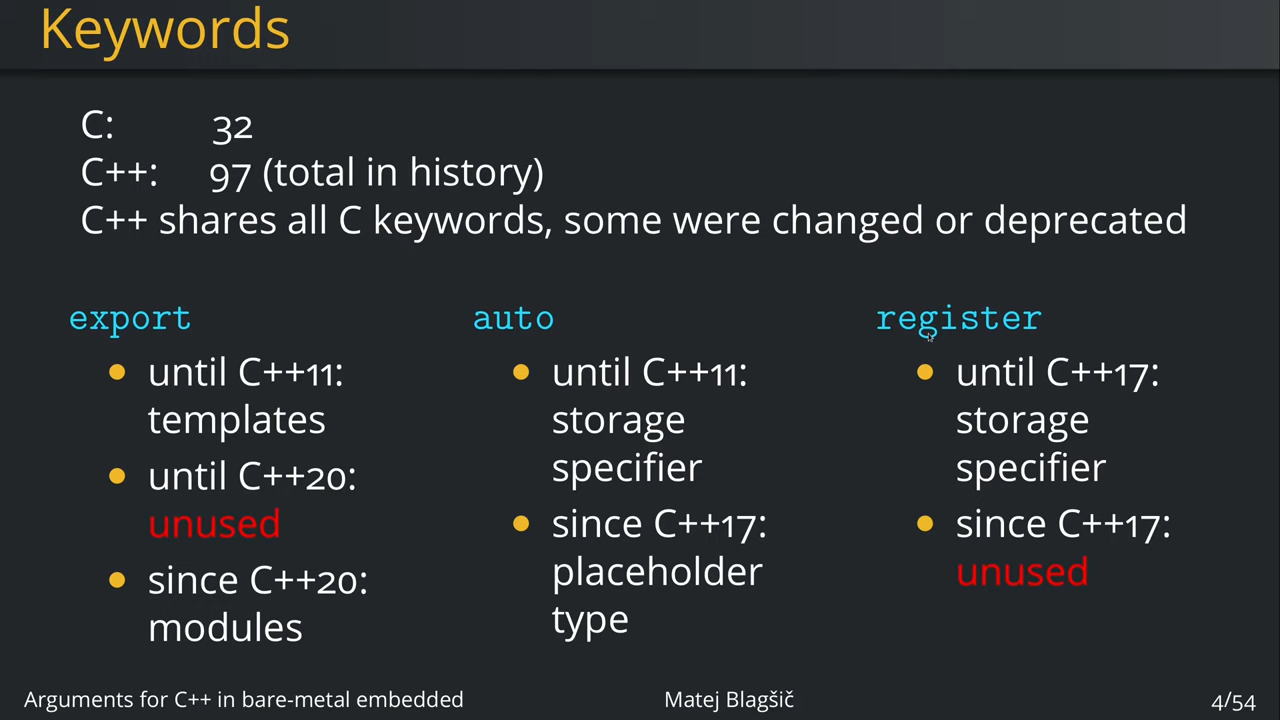 Keywords
C: 32
C++: 97 (total in history)
C++ shares all C keywords, some were changed or deprecated
export
until C++11:
templates
until C++20:
unused
since C++20:
modules
auto
until C++11:
storage
specifier
since C++17:
placeholder
type
register
until C++17:
storage
specifier
since C++17:
unused
Arguments for C++ in bare-metal embedded
Matej Blagšič
4/54